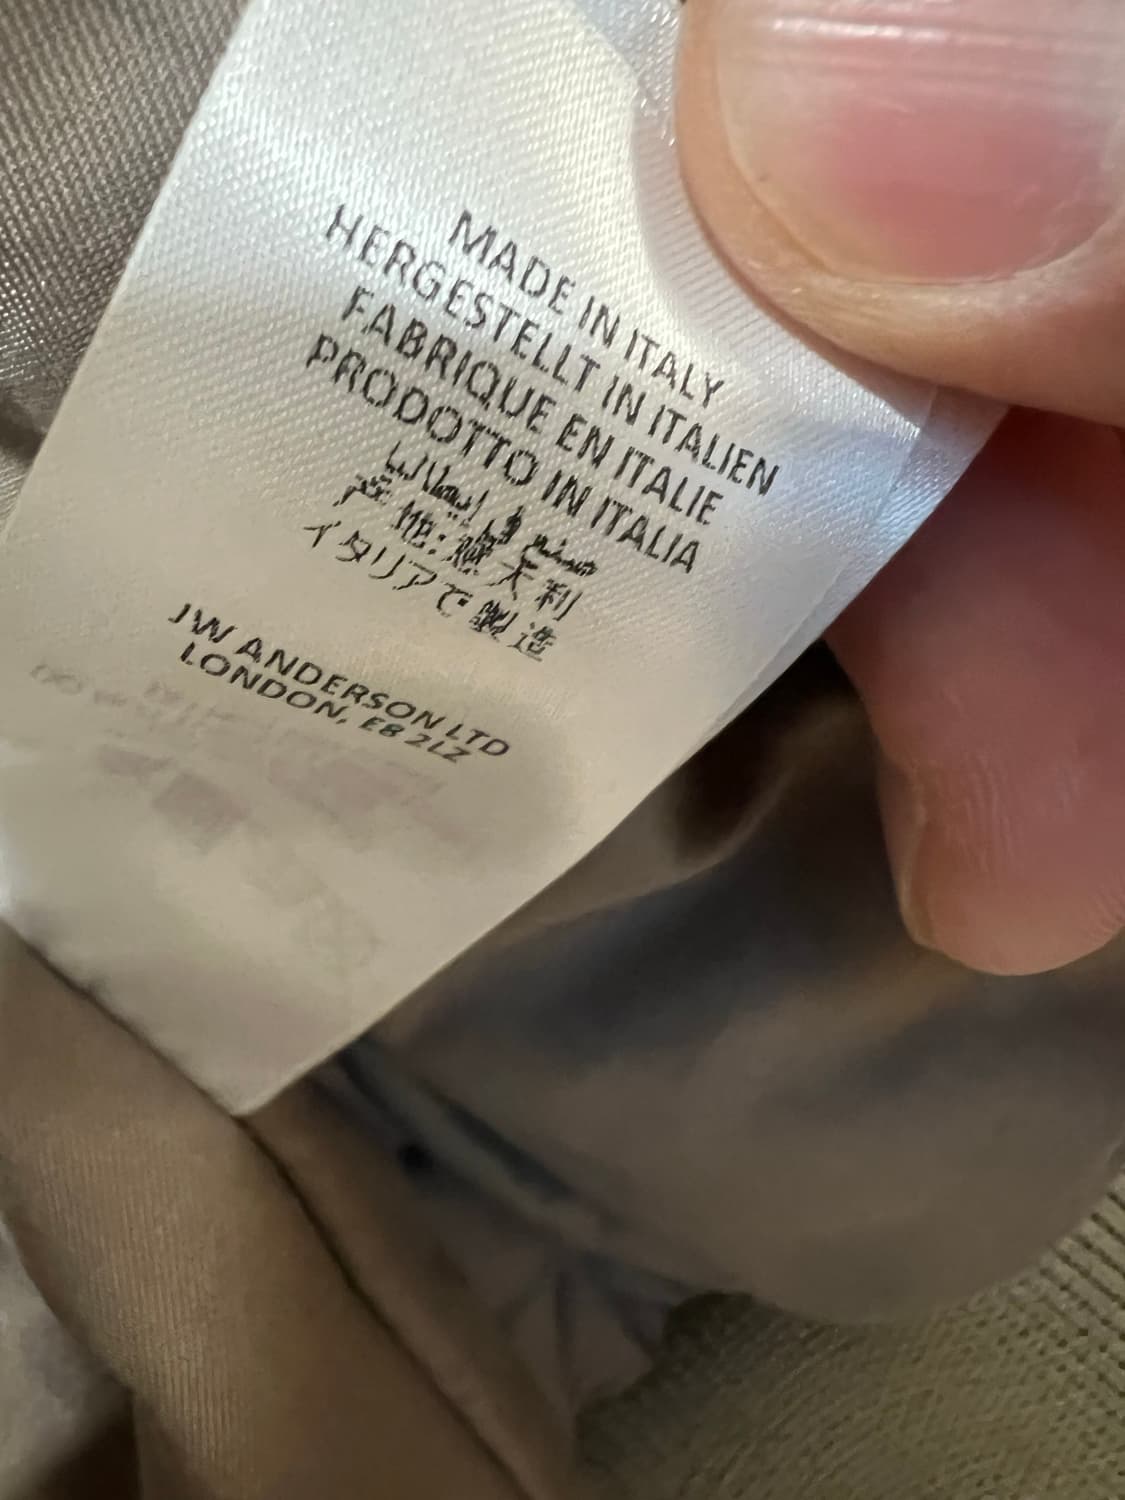 MADE IN ITALY
HERGESTELLT IN ITALIEN
FABRIQUE EN ITALIE
PRODOTTO IN ITALIA
صنع في إيطاليا
产地:意大利
イタリアで製造
JW ANDERSON LTD
LONDON, E8 2LZ